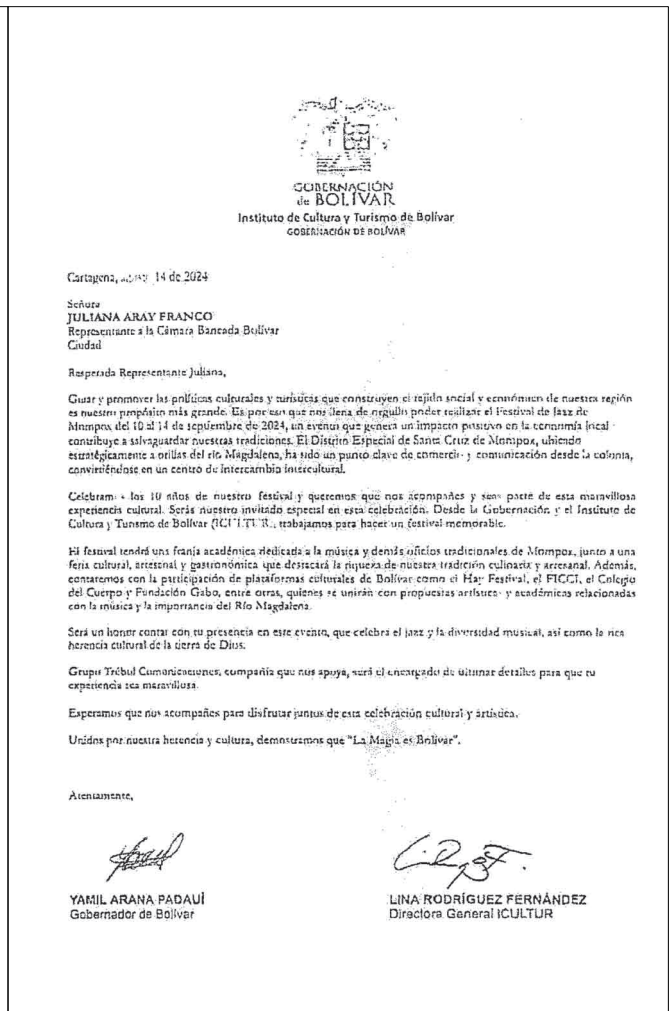 GOBERNACIÓN
de BOLÍVAR
Instituto de Cultura y Turismo de Bolívar
GOBERNACIÓN DE BOLÍVAR
Cartagena, 14 de 2024
Señora
JULIANA ARAY FRANCO
Representante a la Cámara Bancada Bolívar
Ciudad
Respetada Representante Juliana,
Guiar y promover las políticas culturales y turísticas que construyen el tejido social y económico de nuestra región
es nuestro propósito más grande. Es por eso que nos llena de orgullo poder realizar el Festival de Jazz de
Mompox del 10 al 14 de septiembre de 2024, un evento que genera un impacto positivo en la economía local
contribuye a salvaguardar nuestras tradiciones. El Distrito Especial de Santa Cruz de Mompox, ubicado
estratégicamente a orillas del río Magdalena, ha sido un punto clave de comercio y comunicación desde la colonia,
convirtiéndose en un centro de intercambio intercultural.
Celebramos los 10 años de nuestro festival y queremos que nos acompañes y seas parte de esta maravillosa
experiencia cultural. Serás nuestro invitado especial en esta celebración. Desde la Gobernación y el Instituto de
Cultura y Turismo de Bolívar (ICULTUR), trabajamos para hacer un festival memorable.
El festival tendrá una franja académica dedicada a la música y demás oficios tradicionales de Mompox, junto a una
feria cultural, artesanal y gastronómica que destacará la riqueza de nuestra tradición culinaria y artesanal. Además,
contaremos con la participación de plataformas culturales de Bolívar como el Hay Festival, el FICCI, el Colegio
del Cuerpo y Fundación Gabo, entre otras, quienes se unirán con propuestas artísticas y académicas relacionadas
con la música y la importancia del Río Magdalena.
Será un honor contar con tu presencia en este evento, que celebra el jazz y la diversidad musical, así como la rica
herencia cultural de la tierra de Dios.
Grupo Trébol Comunicaciones, compañía que nos apoya, será el encargado de ultimar detalles para que tu
experiencia sea maravillosa.
Esperamos que nos acompañes para disfrutar juntos de esta celebración cultural y artística.
Unidos por nuestra herencia y cultura, demostramos que "La Magia es Bolívar".
Atentamente,
YAMIL ARANA PADAUÍ
Gobernador de Bolívar
LINA RODRÍGUEZ FERNÁNDEZ
Directora General ICULTUR